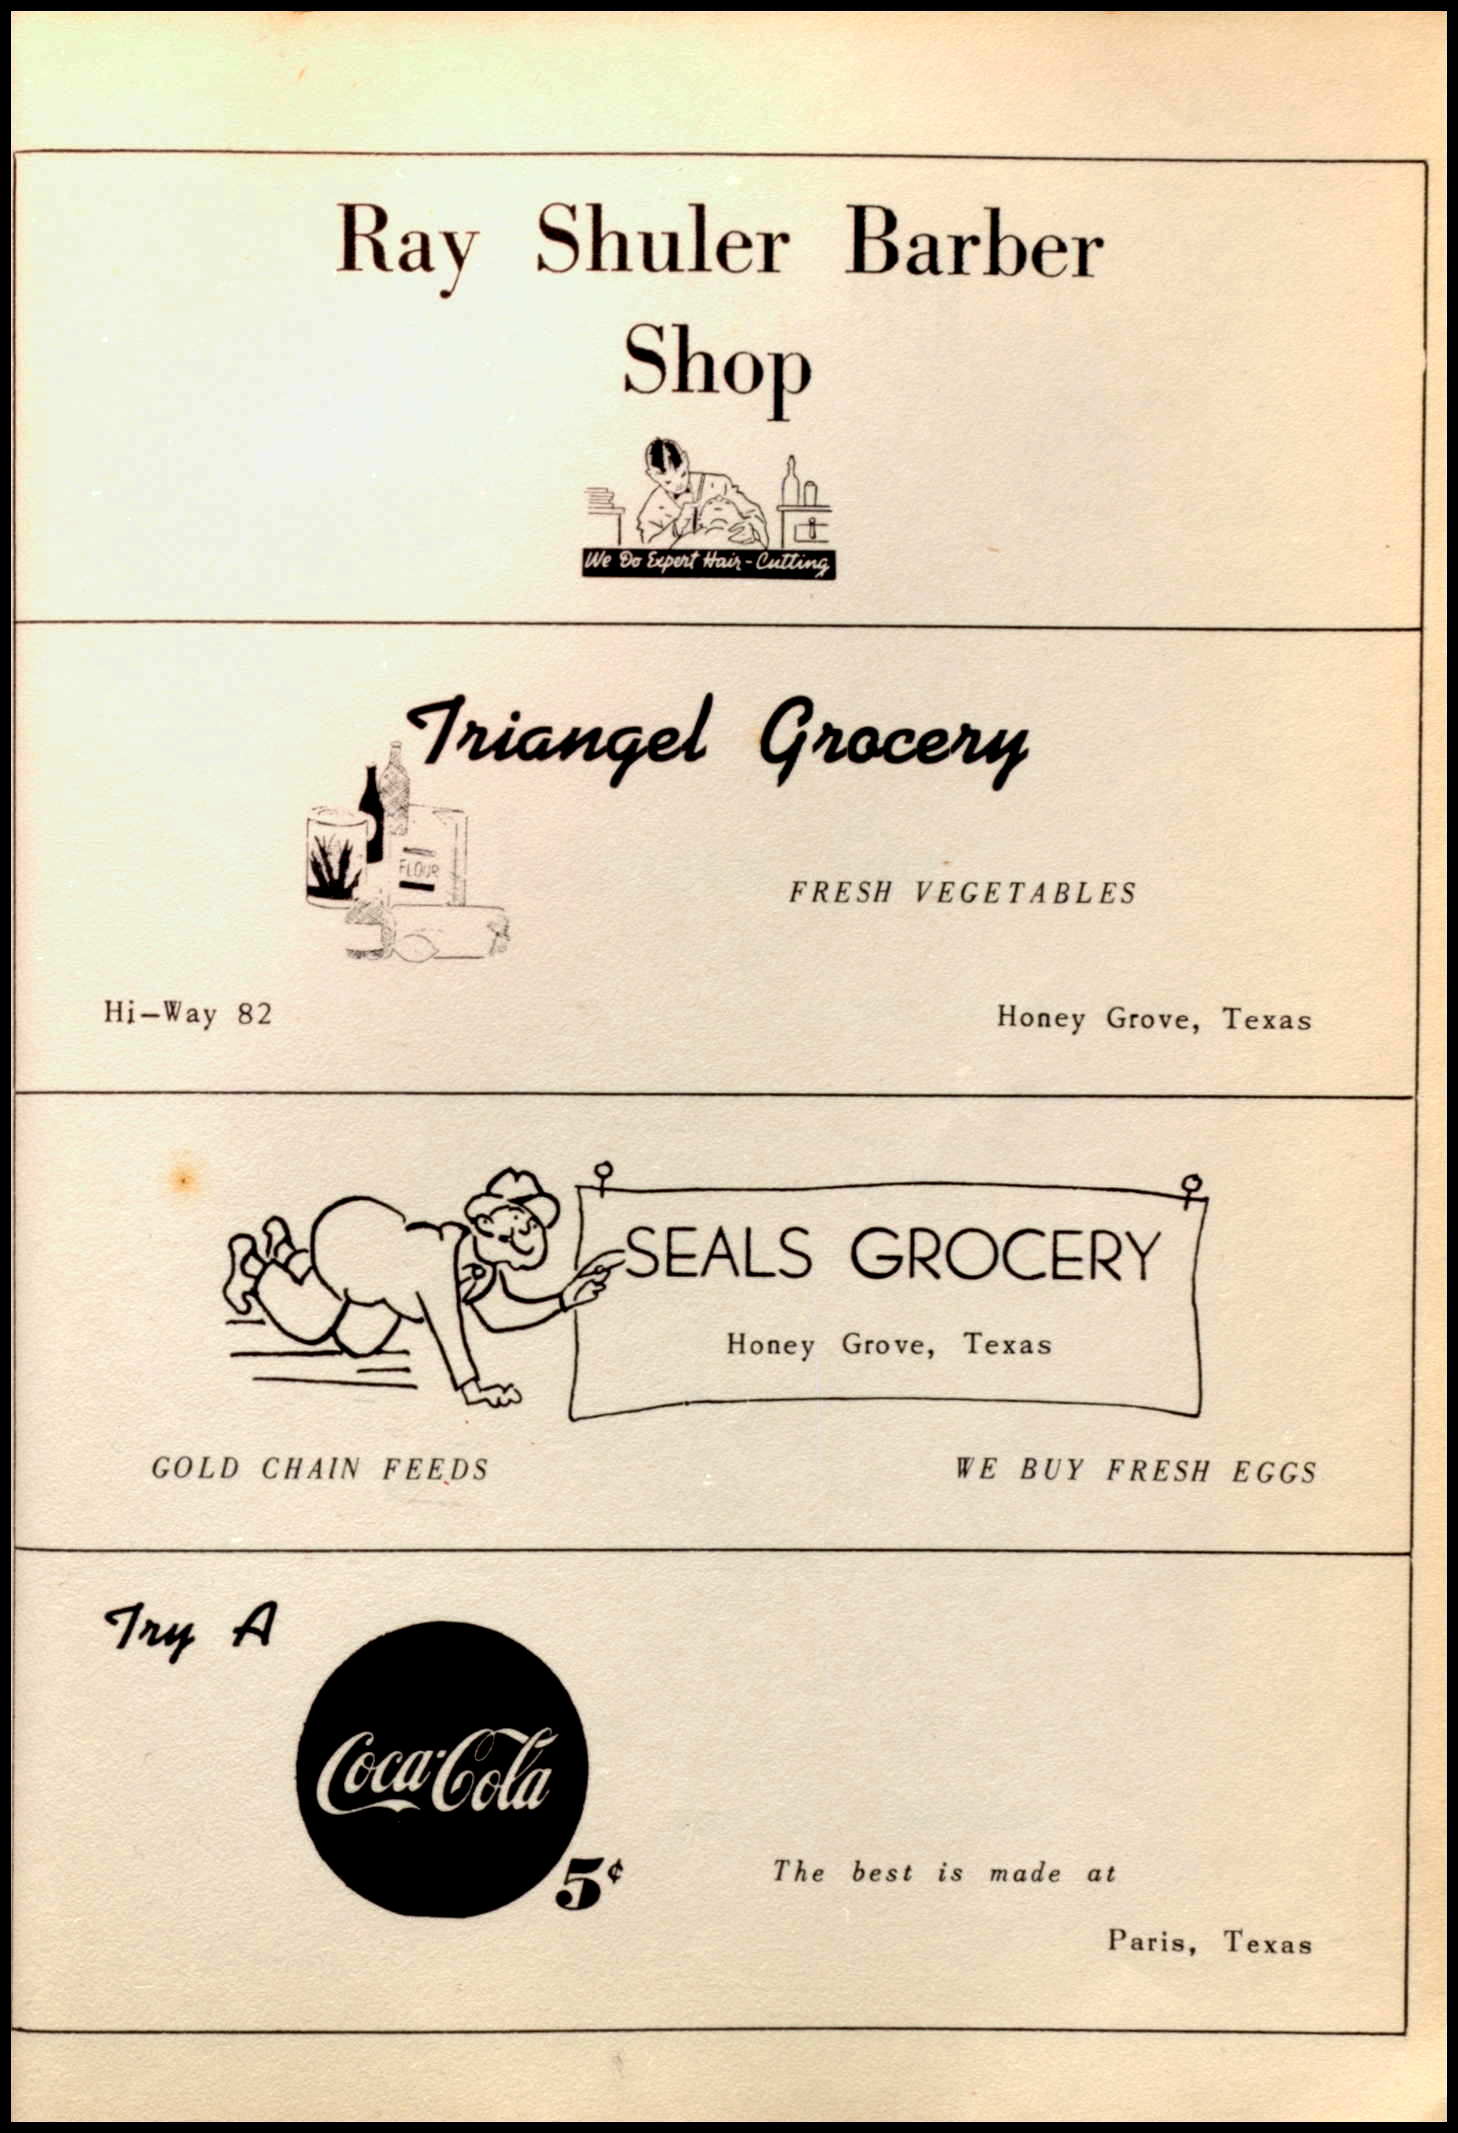 Ray Shuler Barber
Shop
We Do Expert Hair-Cutting
Triangel Grocery
FLOUR
FRESH VEGETABLES
Hi-Way 82
Honey Grove, Texas
SEALS GROCERY
Honey Grove, Texas
GOLD CHAIN FEEDS
WE BUY FRESH EGGS
Try A
Coca-Cola
5¢
The best is made at
Paris, Texas